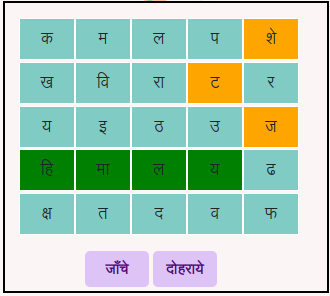 क म ल प शे
ख वि रा ट र
य इ ठ उ ज
हि मा ल य ढ
क्ष त द व फ
जाँचे दोहराये